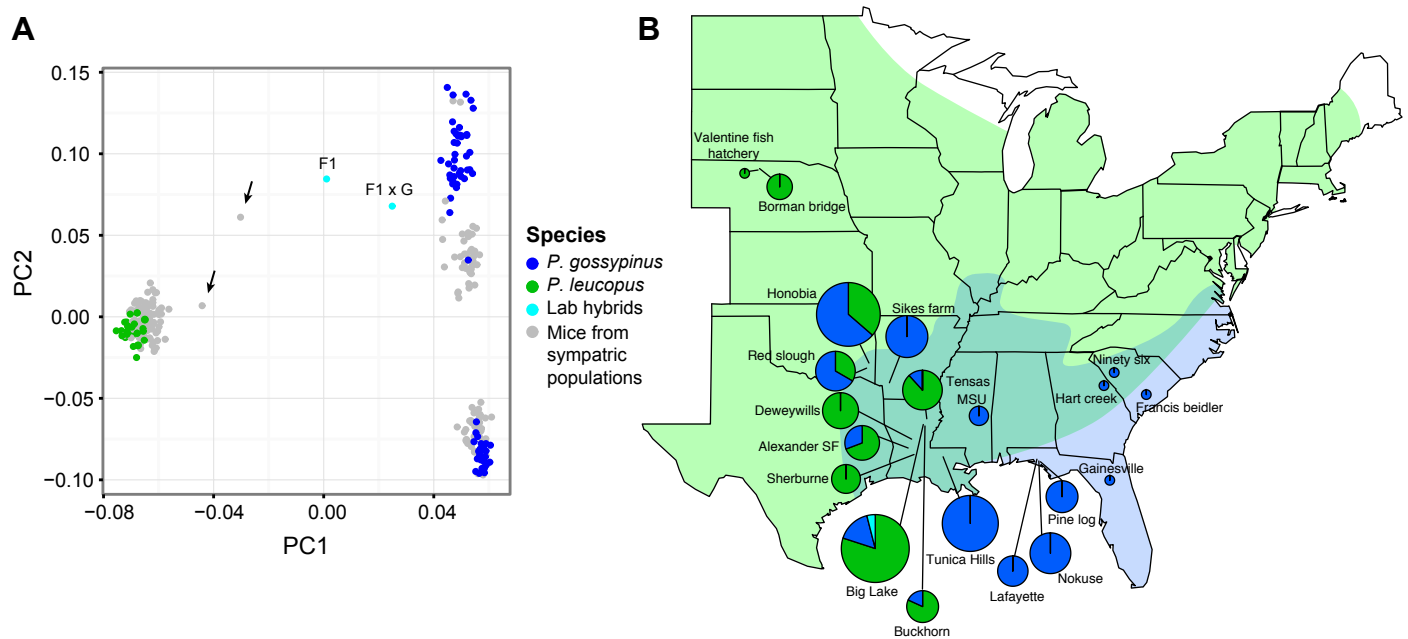 A
0.15
0.10
0.05
0.00
−0.05
−0.10
PC2
−0.08
−0.04
0.00
0.04
PC1
F1
F1 x G
Species
P. gossypinus
P. leucopus
Lab hybrids
Mice from
sympatric
populations
B
Valentine fish
hatchery
Borman bridge
Honobia
Sikes farm
Red slough
Tensas
MSU
Deweywills
Alexander SF
Sherburne
Ninety six
Hart creek
Francis beidler
Gainesville
Pine log
Tunica Hills
Nokuse
Big Lake
Lafayette
Buckhorn